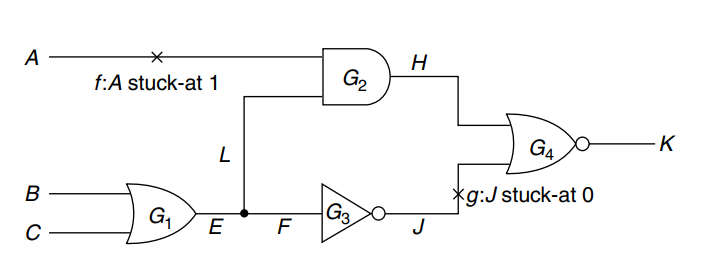 A
f:A stuck-at 1
G2
H
L
G4
K
B
C
G1
E
F
G3
J
g:J stuck-at 0